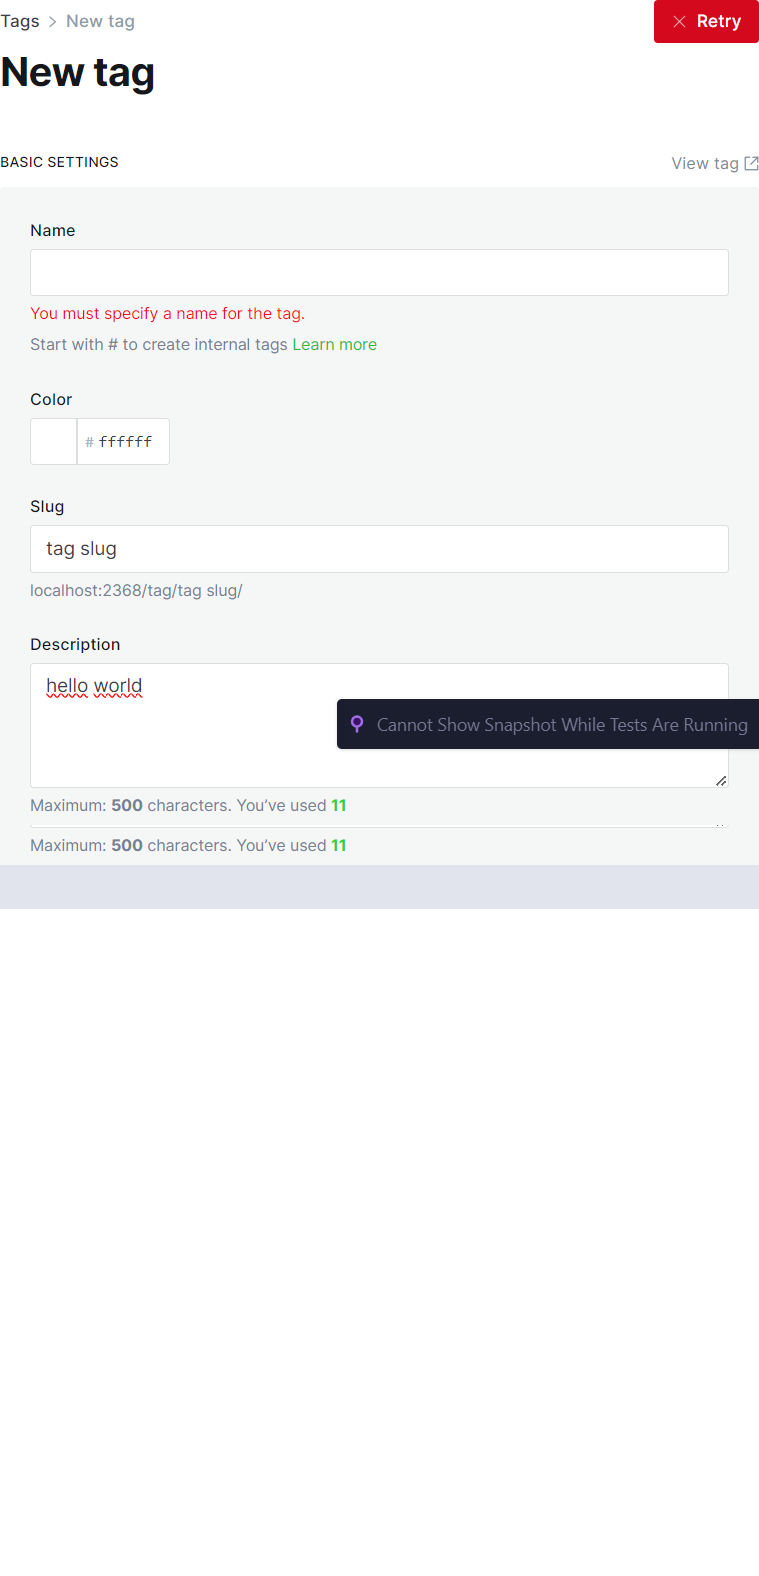 Tags > New tag
Retry
New tag
BASIC SETTINGS
View tag
Name
You must specify a name for the tag.
Start with # to create internal tags Learn more
Color
# ffffff
Slug
tag slug
localhost:2368/tag/tag slug/
Description
hello world
Cannot Show Snapshot While Tests Are Running
Maximum: 500 characters. You’ve used 11
Maximum: 500 characters. You’ve used 11